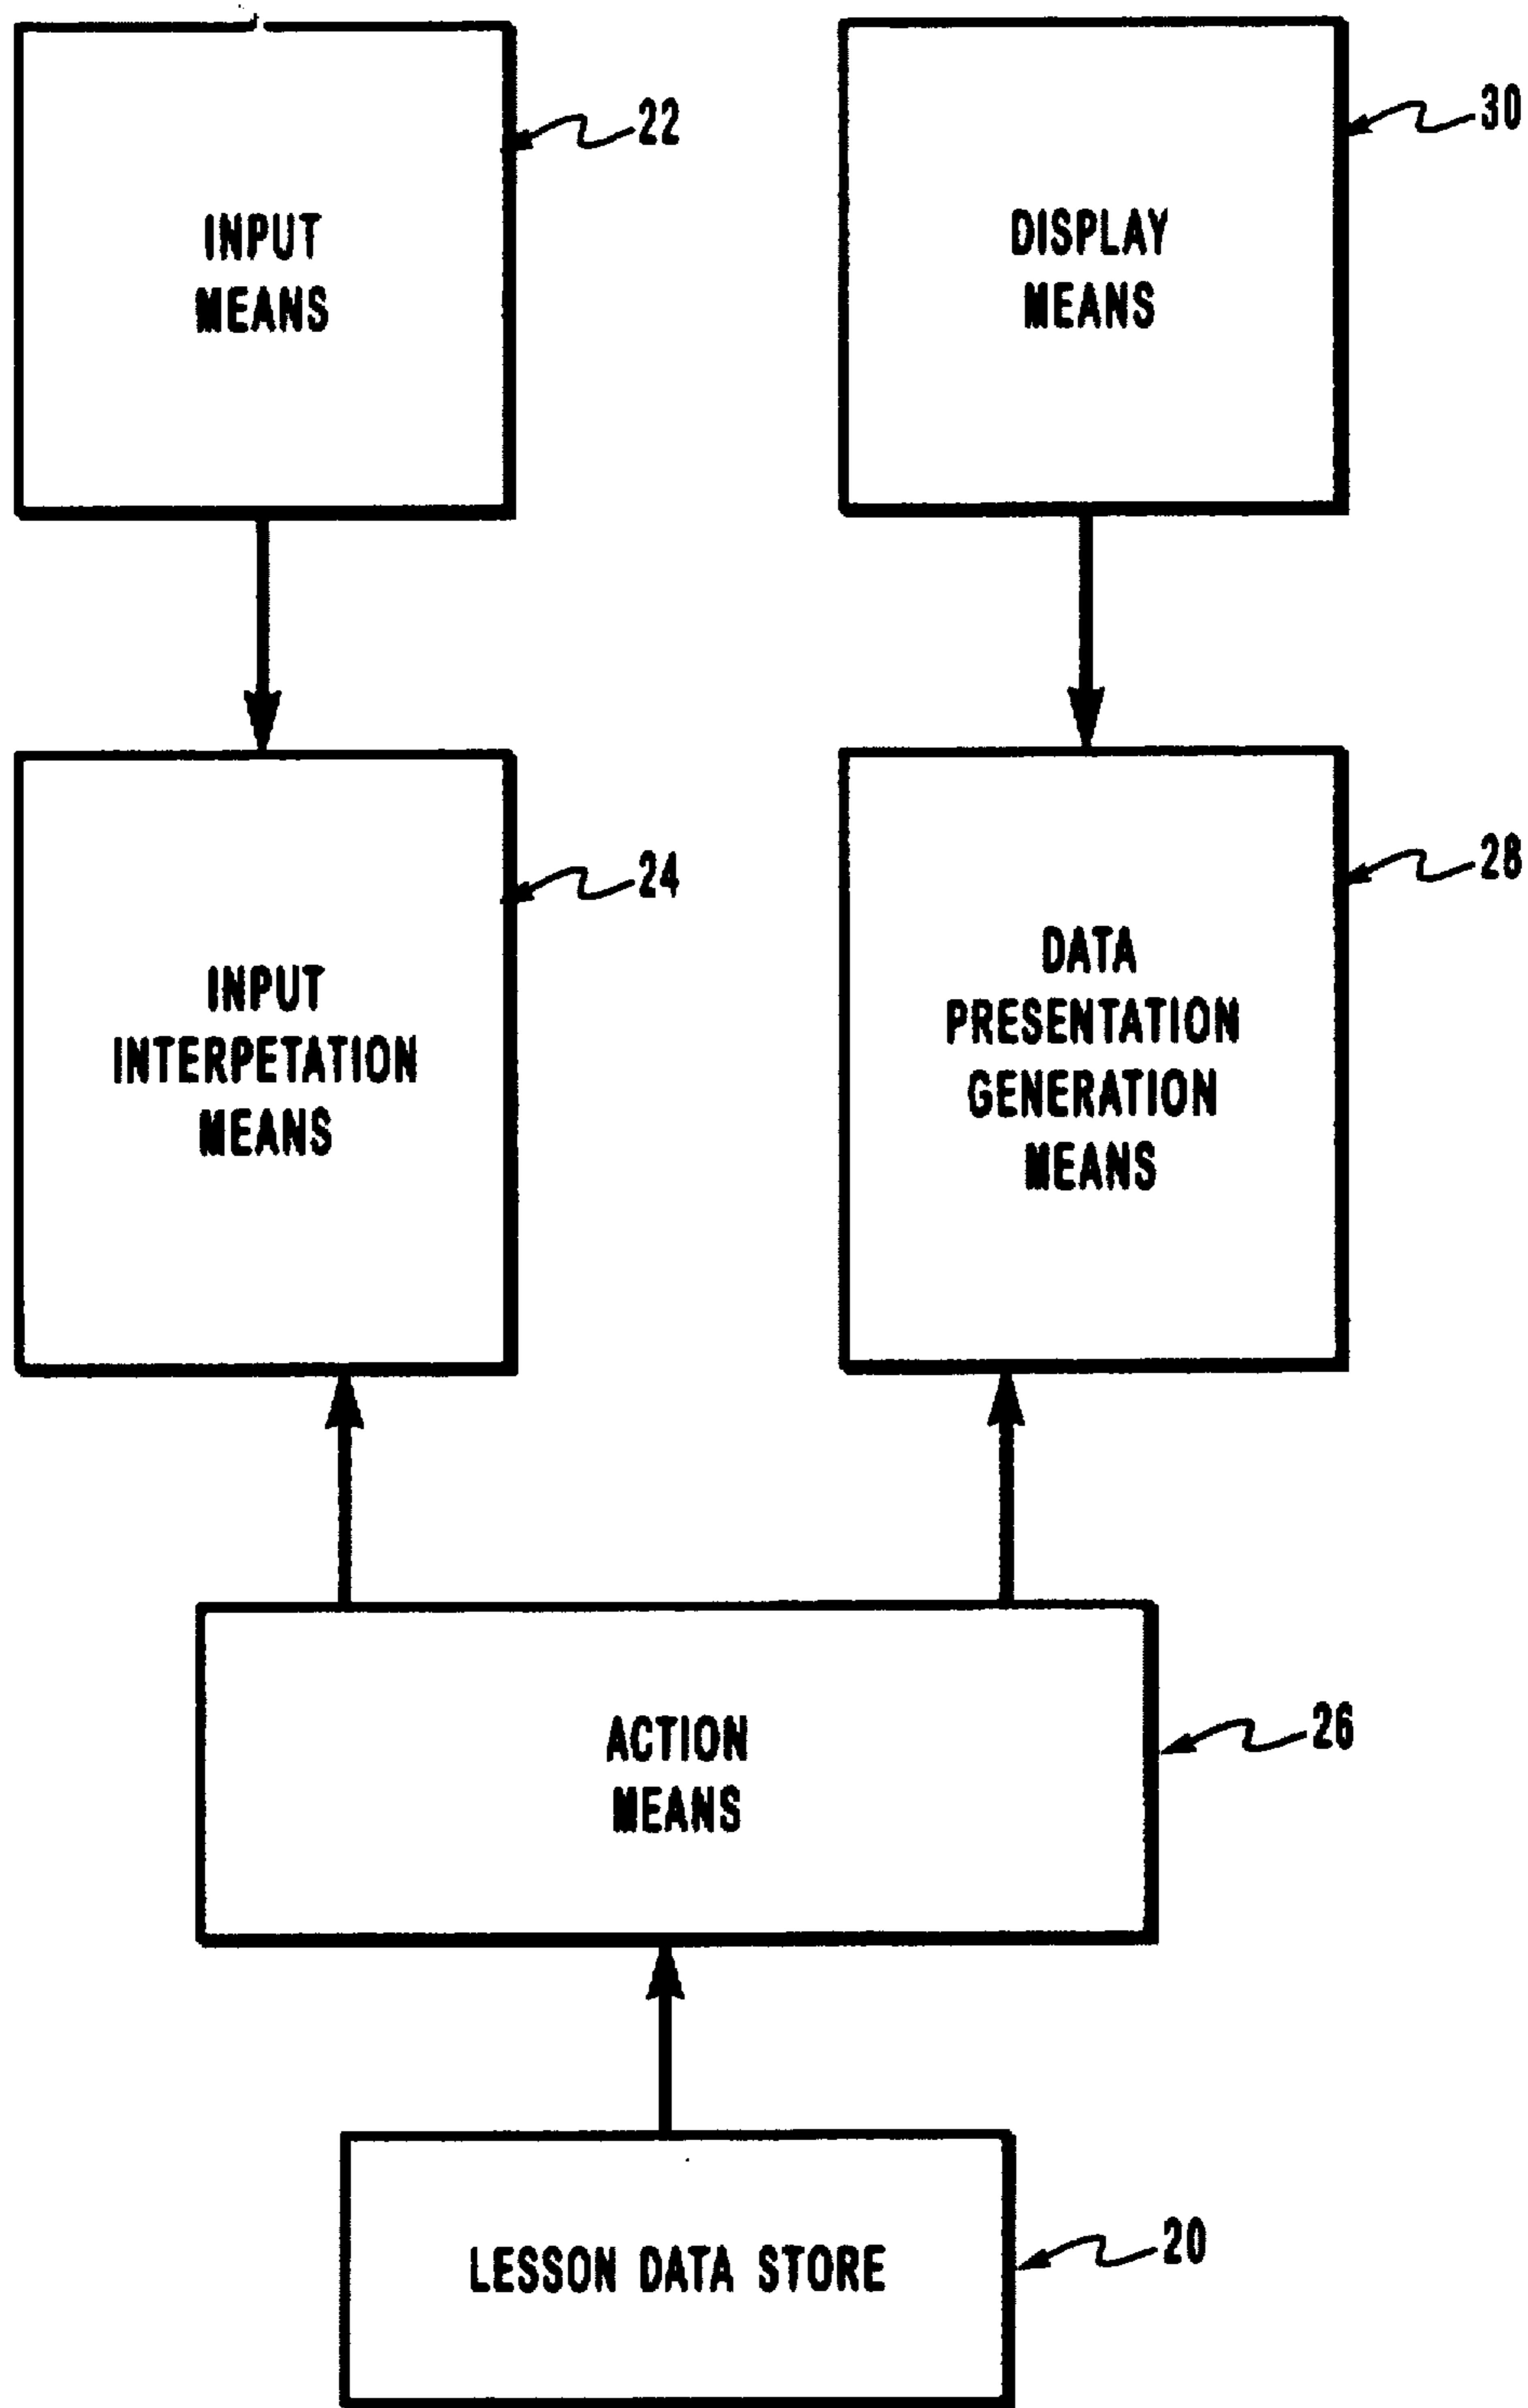 INPUT
MEANS
22
DISPLAY
MEANS
30
INPUT
INTERPETATION
MEANS
24
DATA
PRESENTATION
GENERATION
MEANS
28
ACTION
MEANS
26
LESSON DATA STORE
20